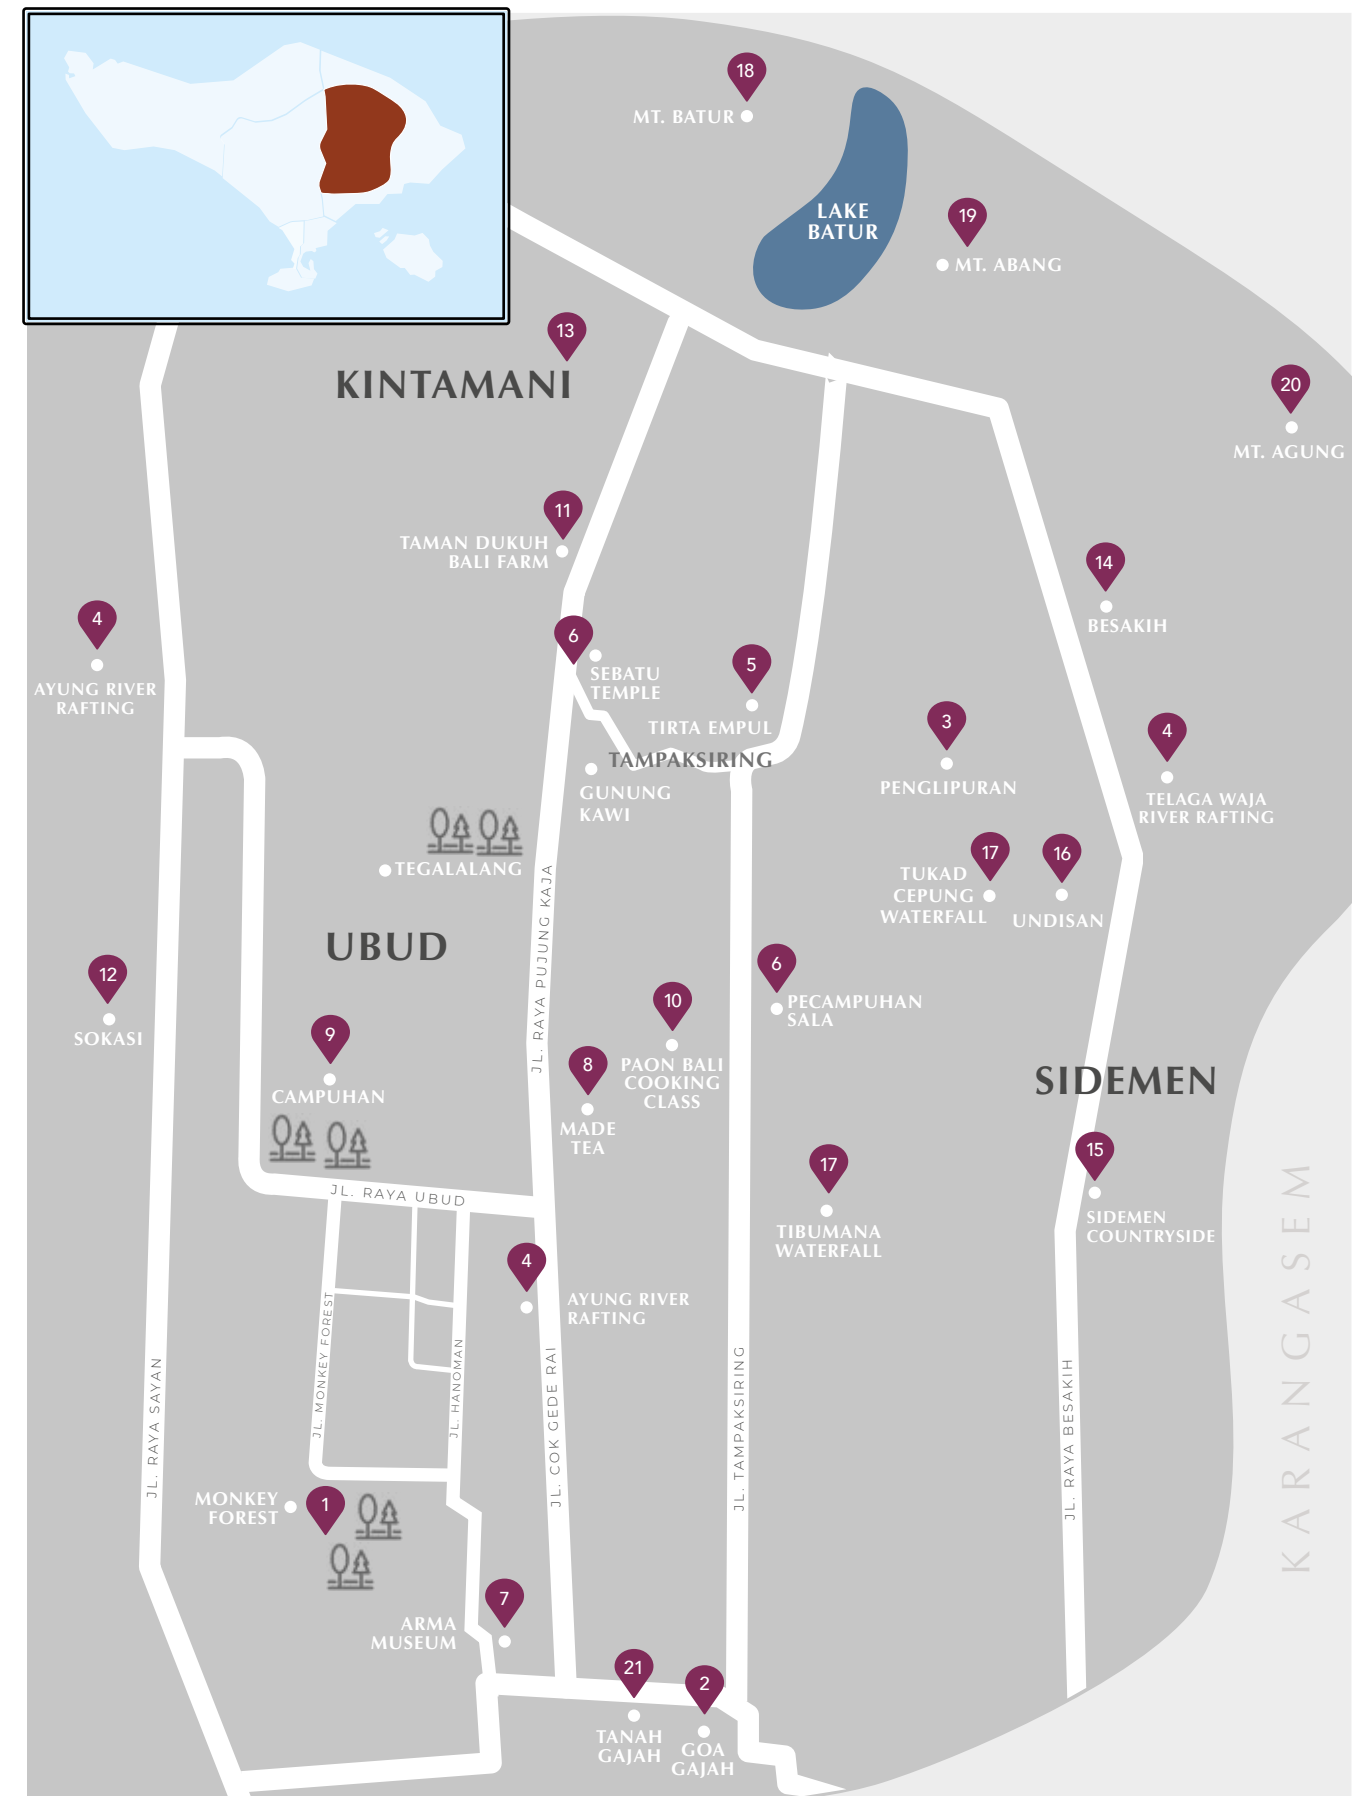 18
MT. BATUR
LAKE
BATUR
19
MT. ABANG
13
KINTAMANI
20
MT. AGUNG
11
TAMAN DUKUH
BALI FARM
14
BESAKIH
4
AYUNG RIVER
RAFTING
6
SEBATU
TEMPLE
5
TIRTA EMPUL
TAMPAKSIRING
GUNUNG
KAWI
3
PENGLIPURAN
4
TELAGA WAJA
RIVER RAFTING
TEGALALANG
17
TUKAD
CEPUNG
WATERFALL
16
UNDISAN
UBUD
JL. RAYA PUJUNG KAJA
12
SOKASI
9
CAMPUHAN
10
PAON BALI
COOKING
CLASS
6
PECAMPUHAN
SALA
8
MADE
TEA
SIDEMEN
15
SIDEMEN
COUNTRYSIDE
17
TIBUMANA
WATERFALL
JL. RAYA UBUD
4
AYUNG RIVER
RAFTING
JL. RAYA SAYAN
JL. MONKEY FOREST
JL. HANOMAN
JL. COK GEDE RAI
JL. TAMPAKSIRING
JL. RAYA BESAKIH
KARANGASEM
MONKEY
FOREST
1
7
ARMA
MUSEUM
21
TANAH
GAJAH
2
GOA
GAJAH